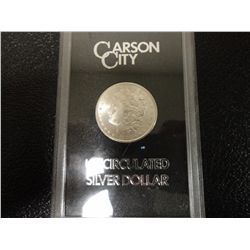 CARSON
CITY
UNCIRCULATED
SILVER DOLLAR